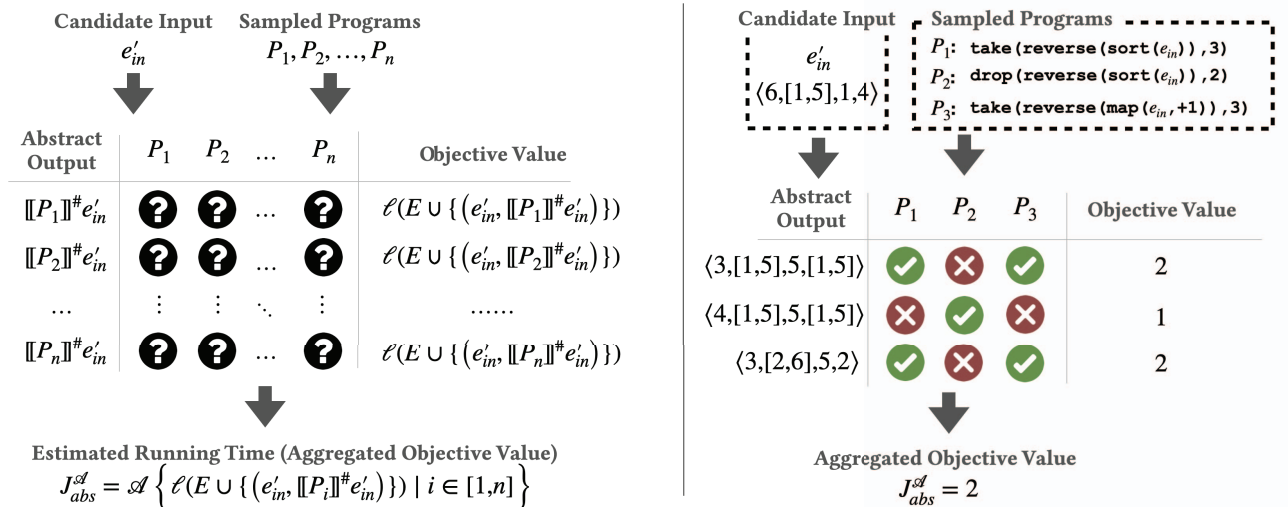 Candidate Input Sampled Programs
e′in P1, P2, …, Pn
Abstract Output P1 P2 … Pn Objective Value
⟦P1⟧#e′in ? ? … ? ℓ(E ∪ {(e′in, ⟦P1⟧#e′in)})
⟦P2⟧#e′in ? ? … ? ℓ(E ∪ {(e′in, ⟦P2⟧#e′in)})
… ⋮ ⋮ ⋱ ⋮ ……
⟦Pn⟧#e′in ? ? … ? ℓ(E ∪ {(e′in, ⟦Pn⟧#e′in)})
Estimated Running Time (Aggregated Objective Value)
J𝒜abs = 𝒜 {ℓ(E ∪ {(e′in, ⟦Pi⟧#e′in)}) | i ∈ [1,n]}
Candidate Input Sampled Programs
e′in
⟨6,[1,5],1,4⟩
P1: take(reverse(sort(ein)),3)
P2: drop(reverse(sort(ein)),2)
P3: take(reverse(map(ein,+1)),3)
Abstract Output P1 P2 P3 Objective Value
⟨3,[1,5],5,[1,5]⟩ ✓ ✕ ✓ 2
⟨4,[1,5],5,[1,5]⟩ ✕ ✓ ✕ 1
⟨3,[2,6],5,2⟩ ✓ ✕ ✓ 2
Aggregated Objective Value
J𝒜abs = 2